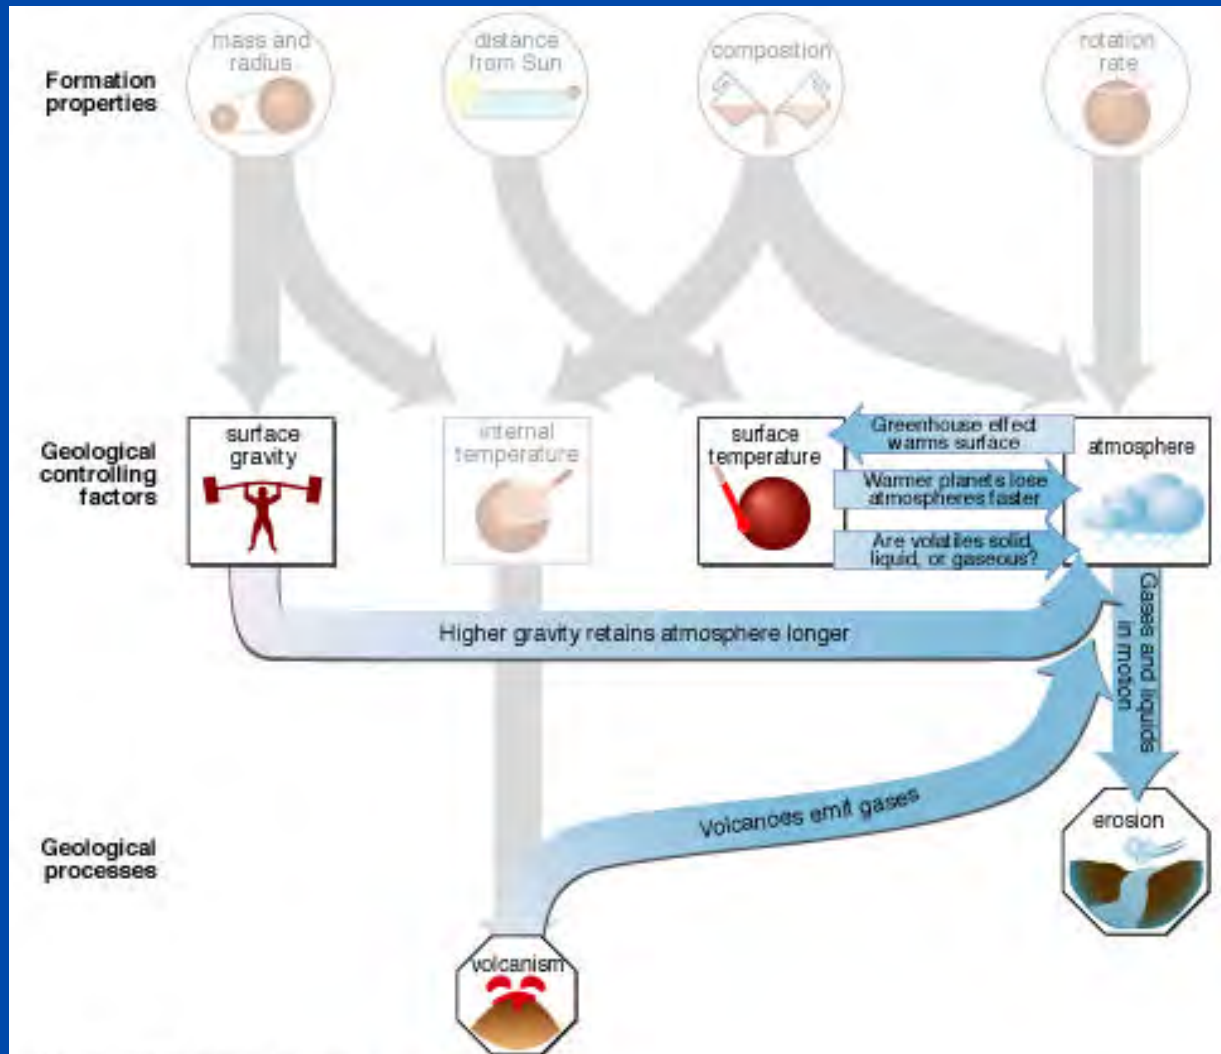 Formation
properties
mass and
radius
distance
from Sun
composition
rotation
rate
Geological
controlling
factors
surface
gravity
internal
temperature
surface
temperature
Greenhouse effect
warms surface
Warmer planets lose
atmospheres faster
Are volatiles solid,
liquid, or gaseous?
atmosphere
Higher gravity retains atmosphere longer
Gases and liquids
in motion
Volcanoes emit gases
Geological
processes
volcanism
erosion